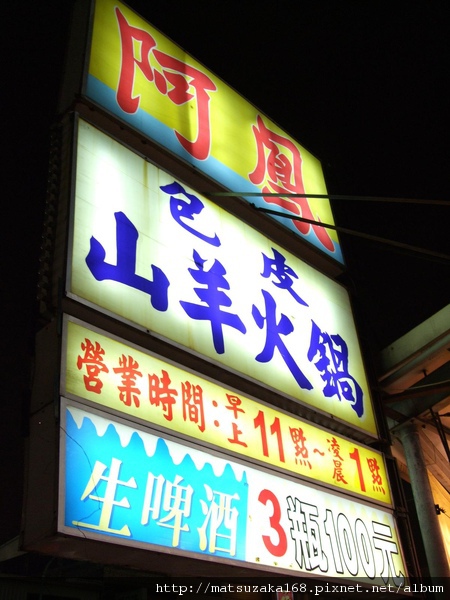 阿鳳
包皮
山羊火鍋
營業時間：早上11點～凌晨1點
生啤酒3瓶100元
http://matsuzaka168.pixnet.net/album